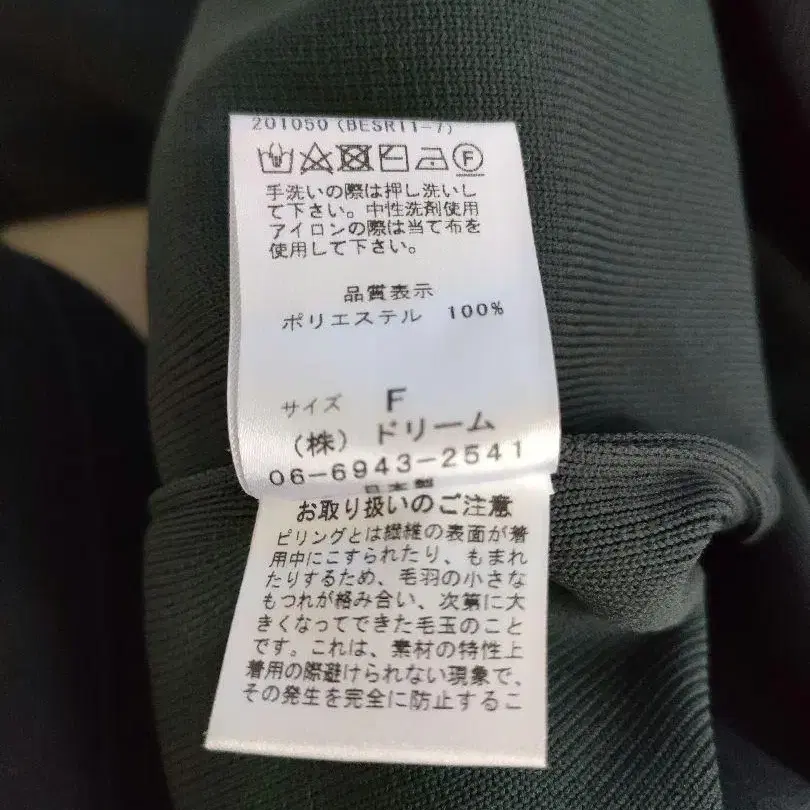 201050(BESR11-7)
F
手洗いの際は押し洗いし
て下さい。中性洗剤使用
アイロンの際は当て布を
使用して下さい。
品質表示
ポリエステル 100%
サイズ F
(株) ドリーム
06-6943-2541
日本製
お取り扱いのご注意
ピリングとは繊維の表面が着
用中にこすられたり、もまれ
たりするため、毛羽の小さな
もつれが絡み合い、次第に大
きくなってできた毛玉のこと
です。これは、素材の特性上
着用の際避けられない現象で、
その発生を完全に防止するこ